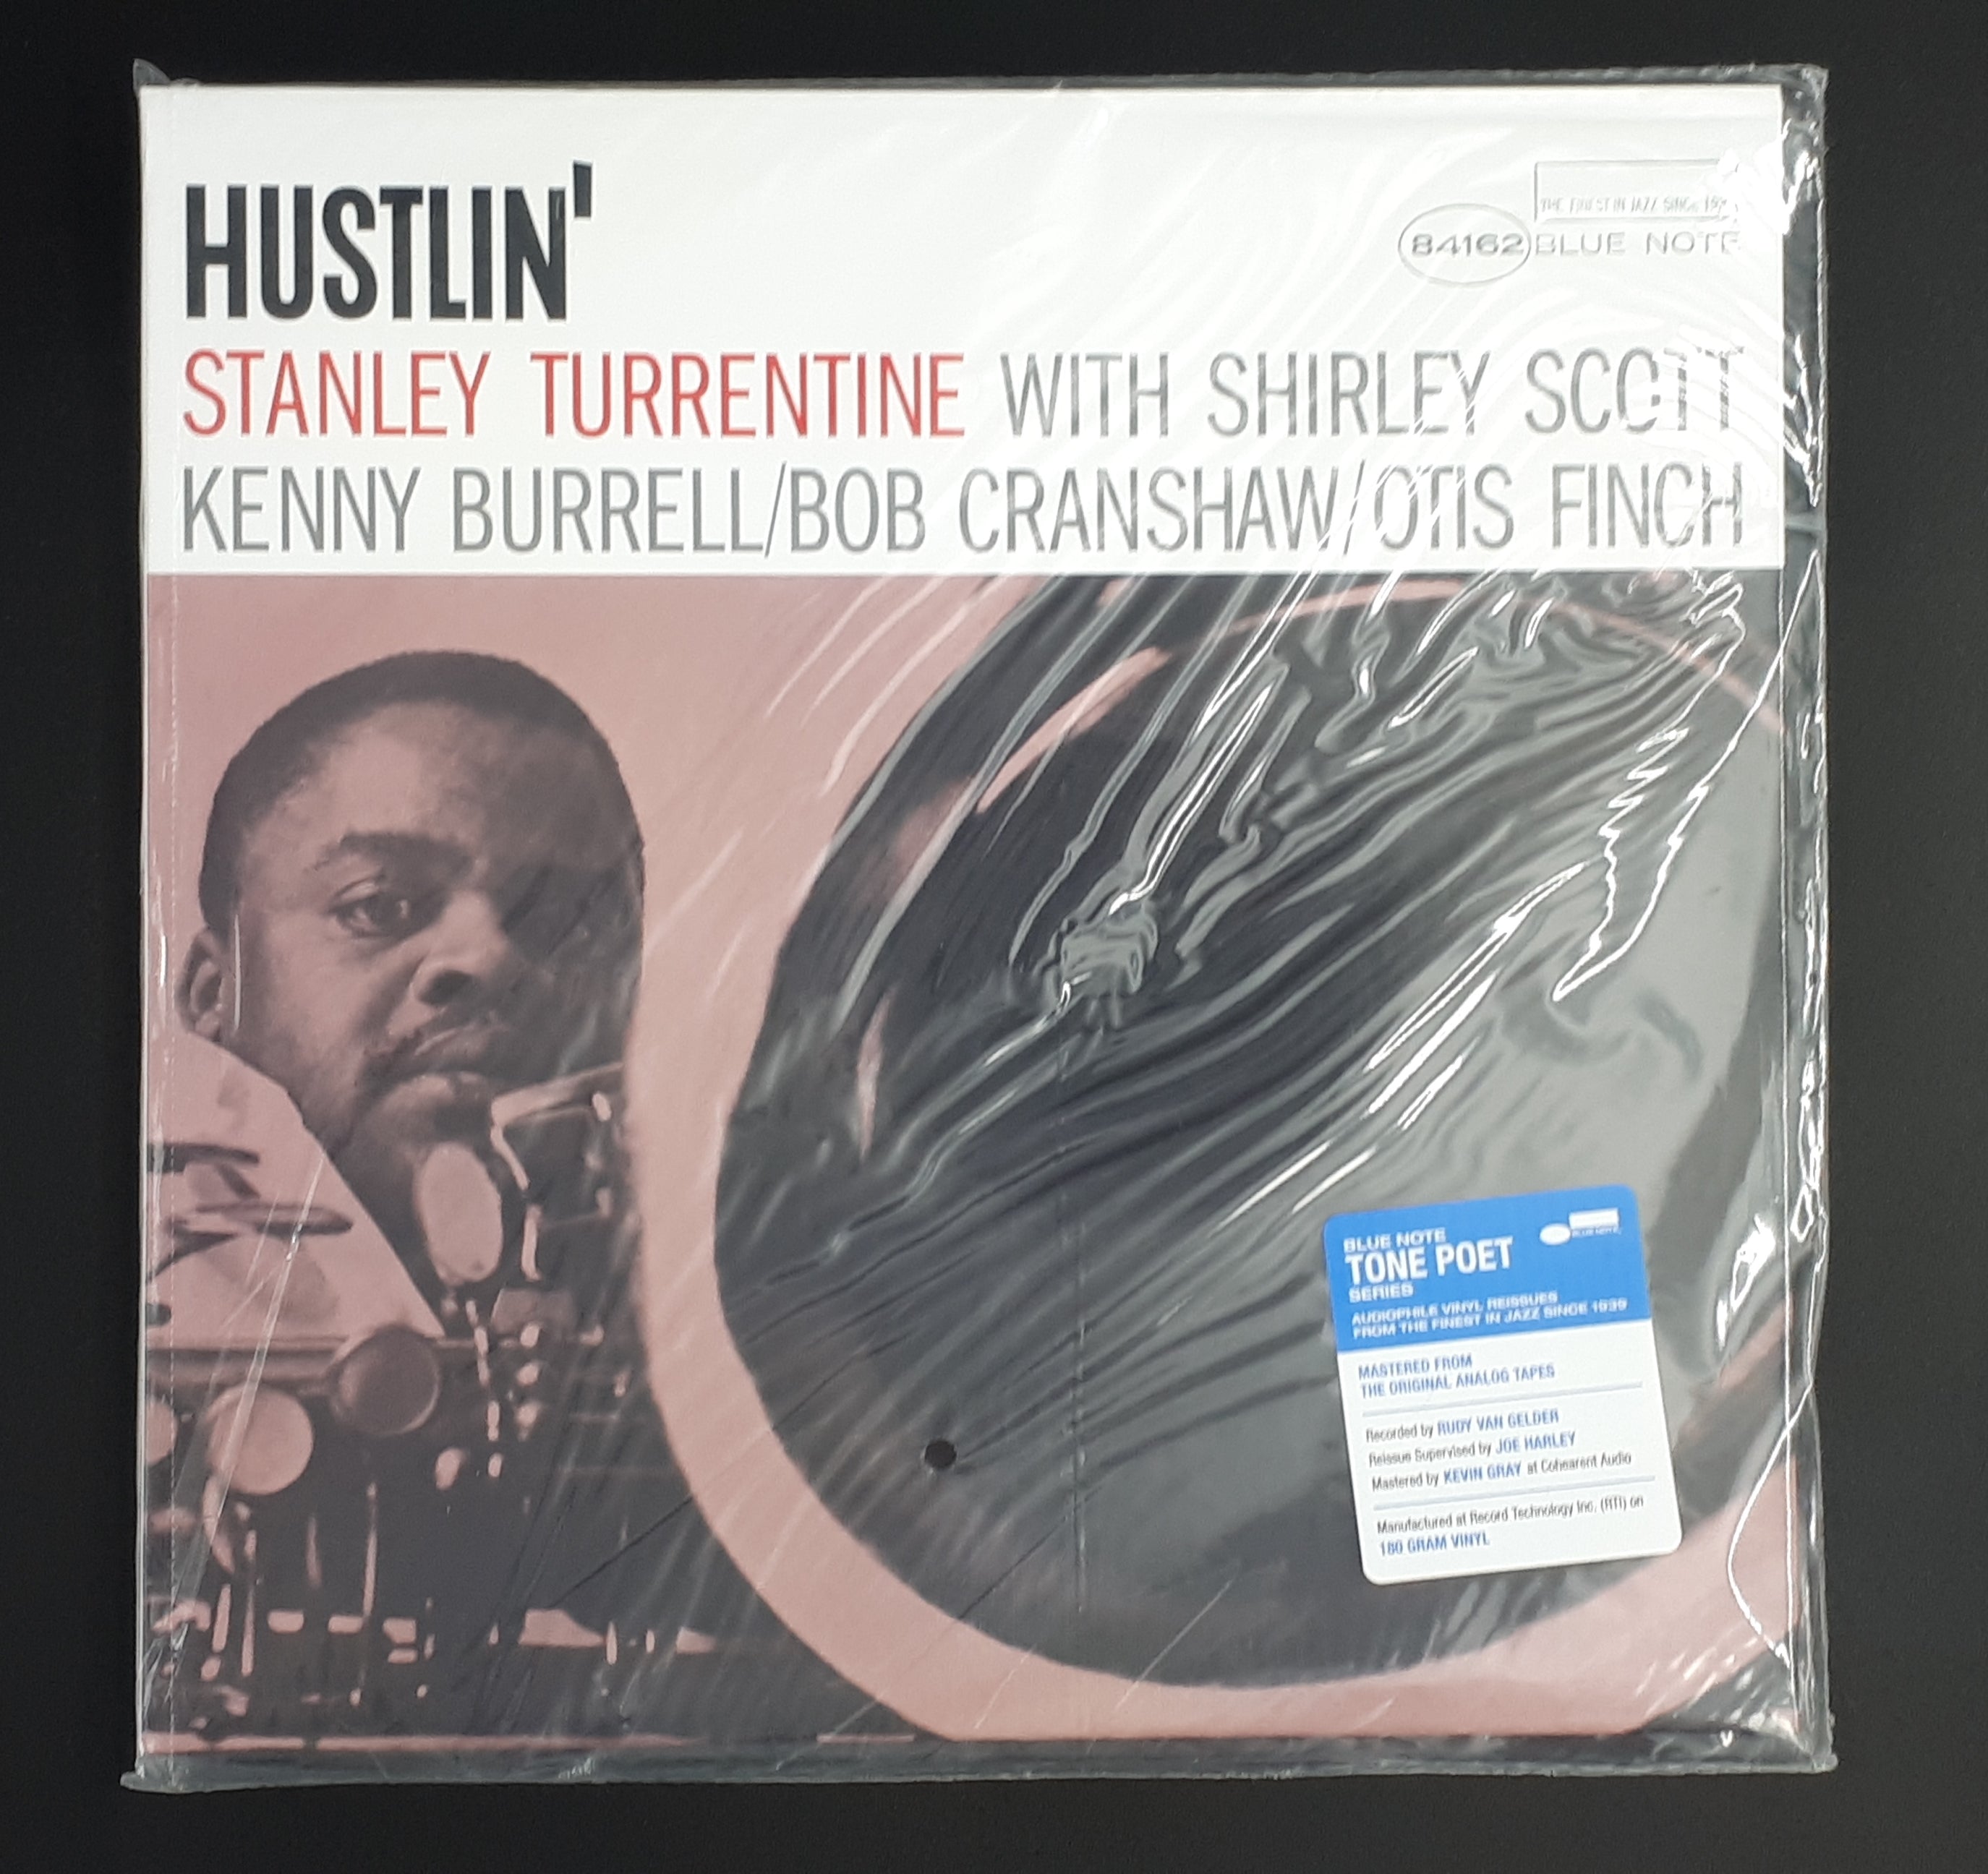 HUSTLIN'
THE FINEST IN JAZZ SINCE
84162 BLUE NOTE
STANLEY TURRENTINE WITH SHIRLEY SCOTT
KENNY BURRELL/BOB CRANSHAW/OTIS FINCH
BLUE NOTE
BLUE NOTE
TONE POET
SERIES
AUDIOPHILE VINYL REISSUES
FROM THE FINEST IN JAZZ SINCE 1939
MASTERED FROM
THE ORIGINAL ANALOG TAPES
Recorded by RUDY VAN GELDER
Reissue Supervised by JOE HARLEY
Mastered by KEVIN GRAY at Cohearent Audio
Manufactured at Record Technology Inc. (RTI) on
180 GRAM VINYL